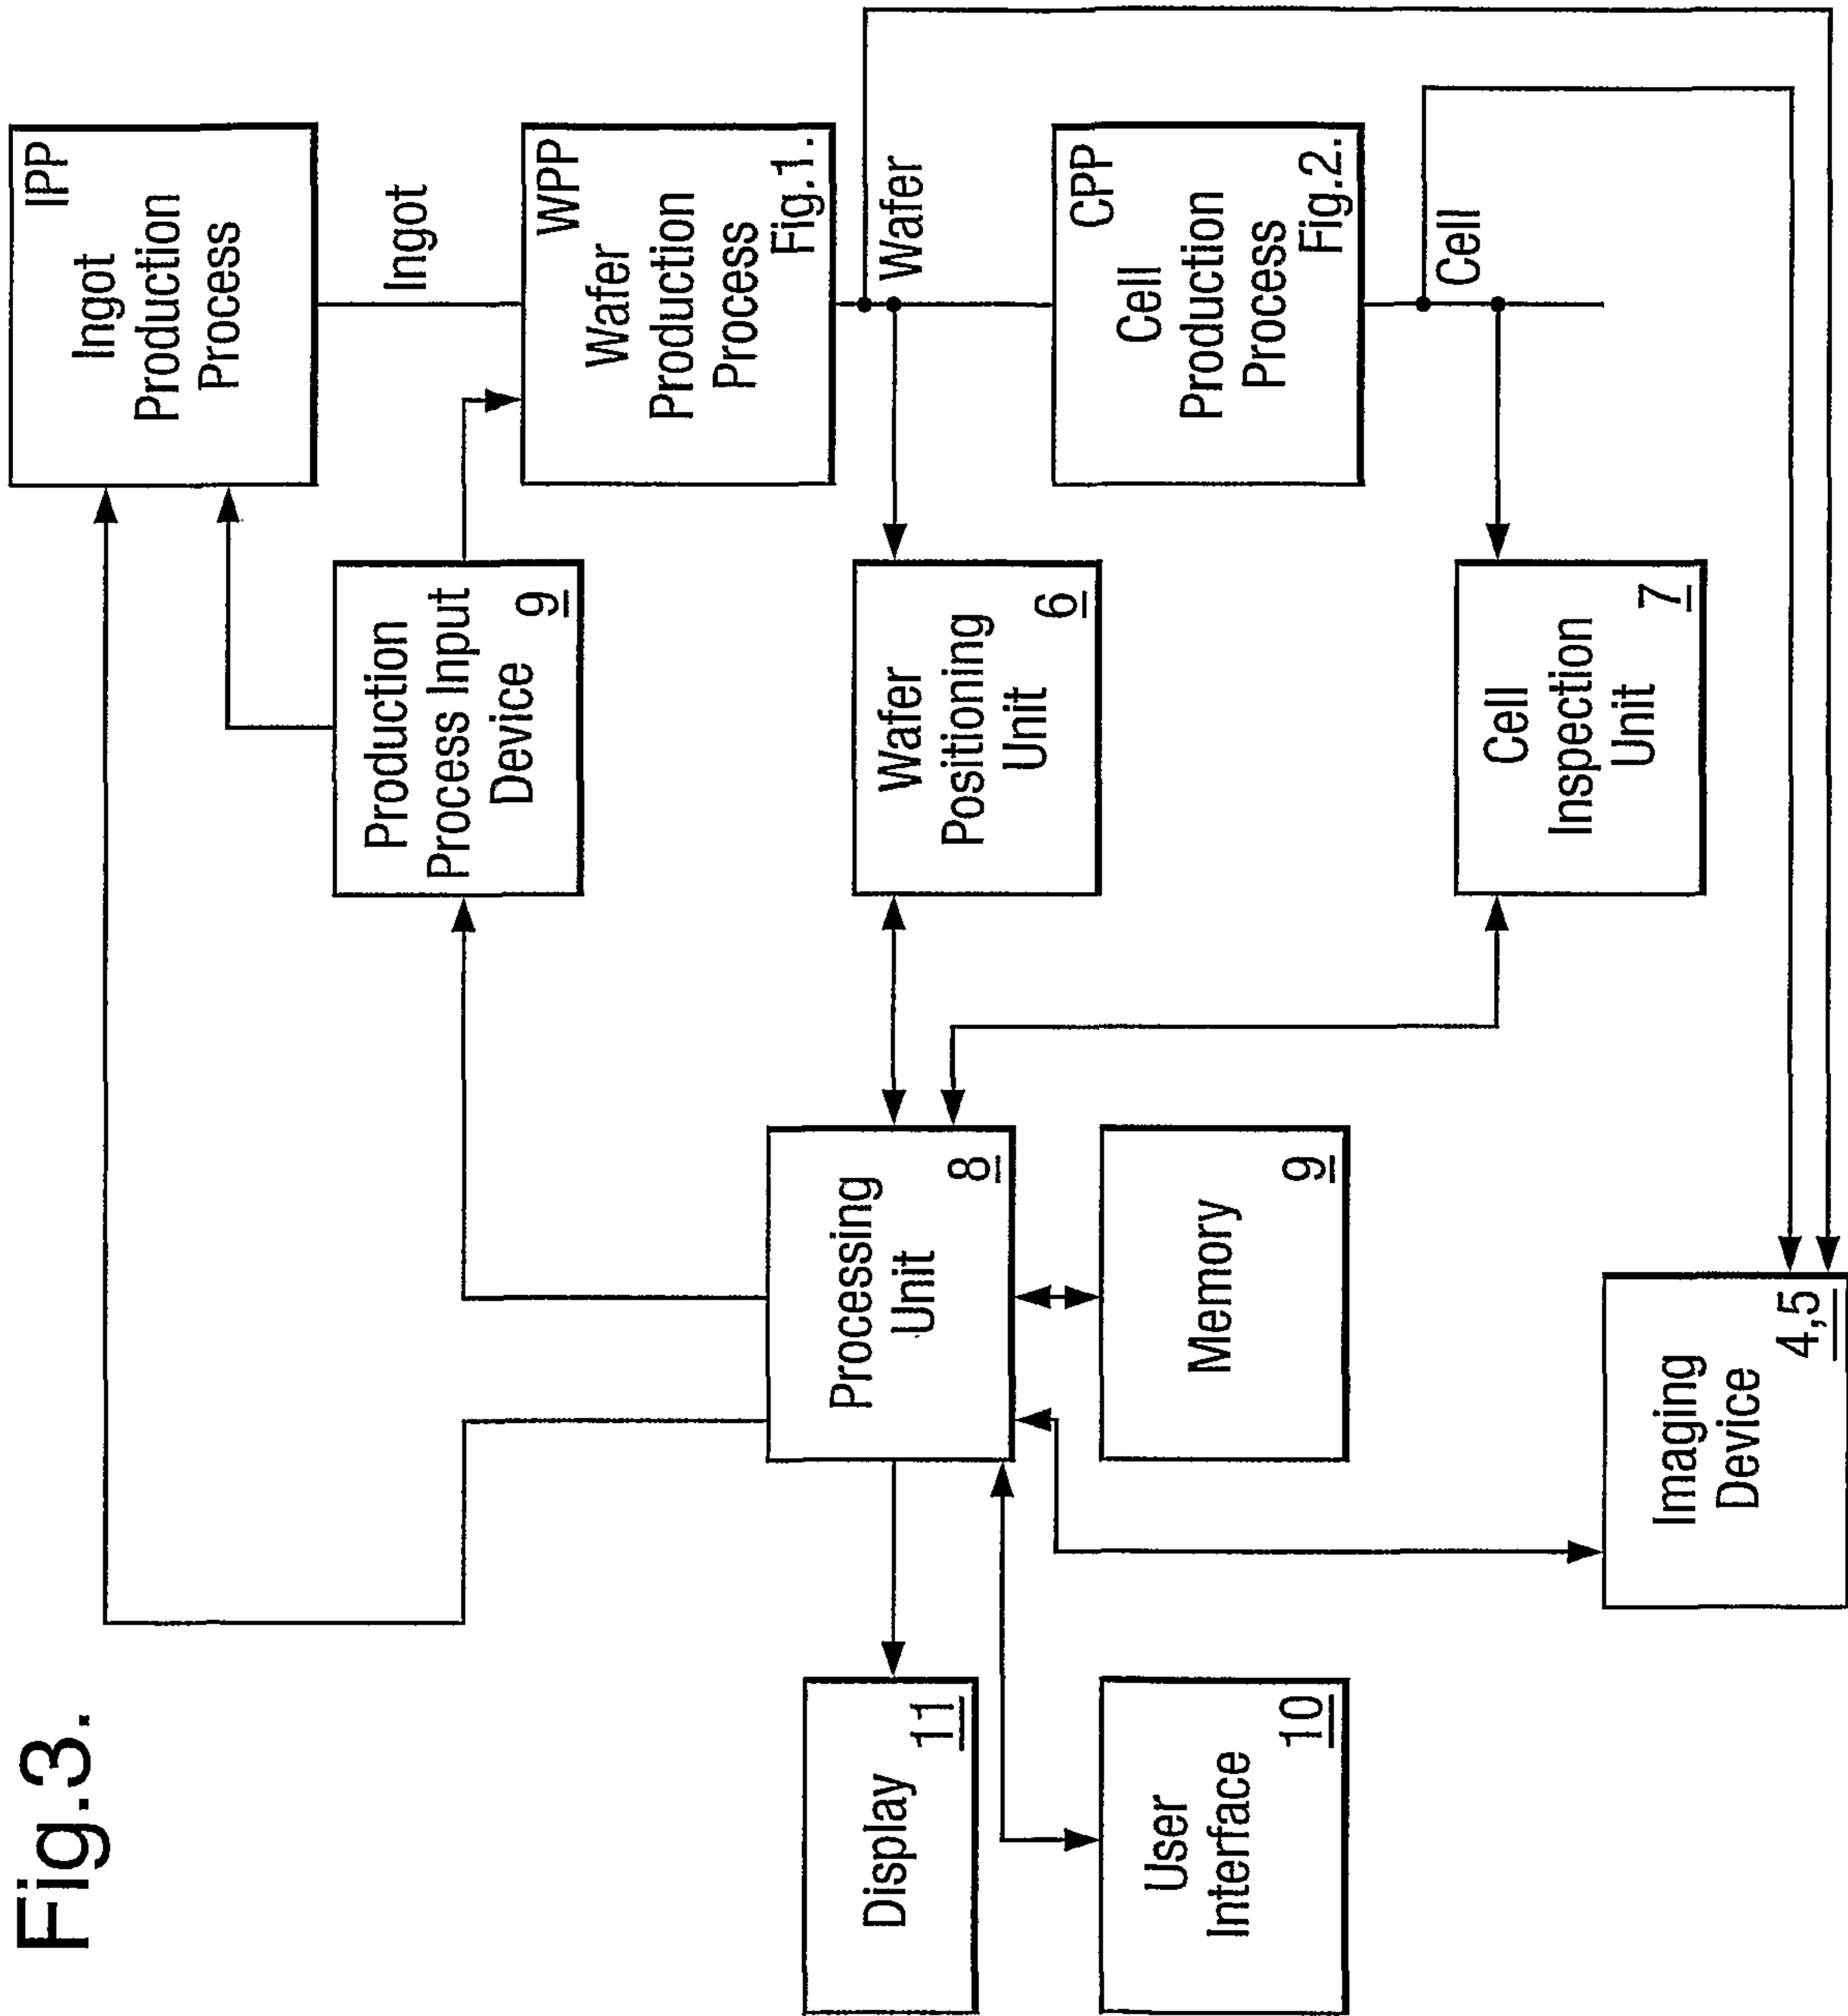 Fig.3.
IPP
Ingot
Production
Process
Ingot
Production
Process Input
Device
9
WPP
Wafer
Production
Process
Fig.1.
Wafer
Display
11
Processing
Unit
8
Wafer
Positioning
Unit
6
CPP
Cell
Production
Process
Fig.2.
Cell
User
Interface
10
Memory
9
Cell
Inspection
Unit
7
Imaging
Device
4,5